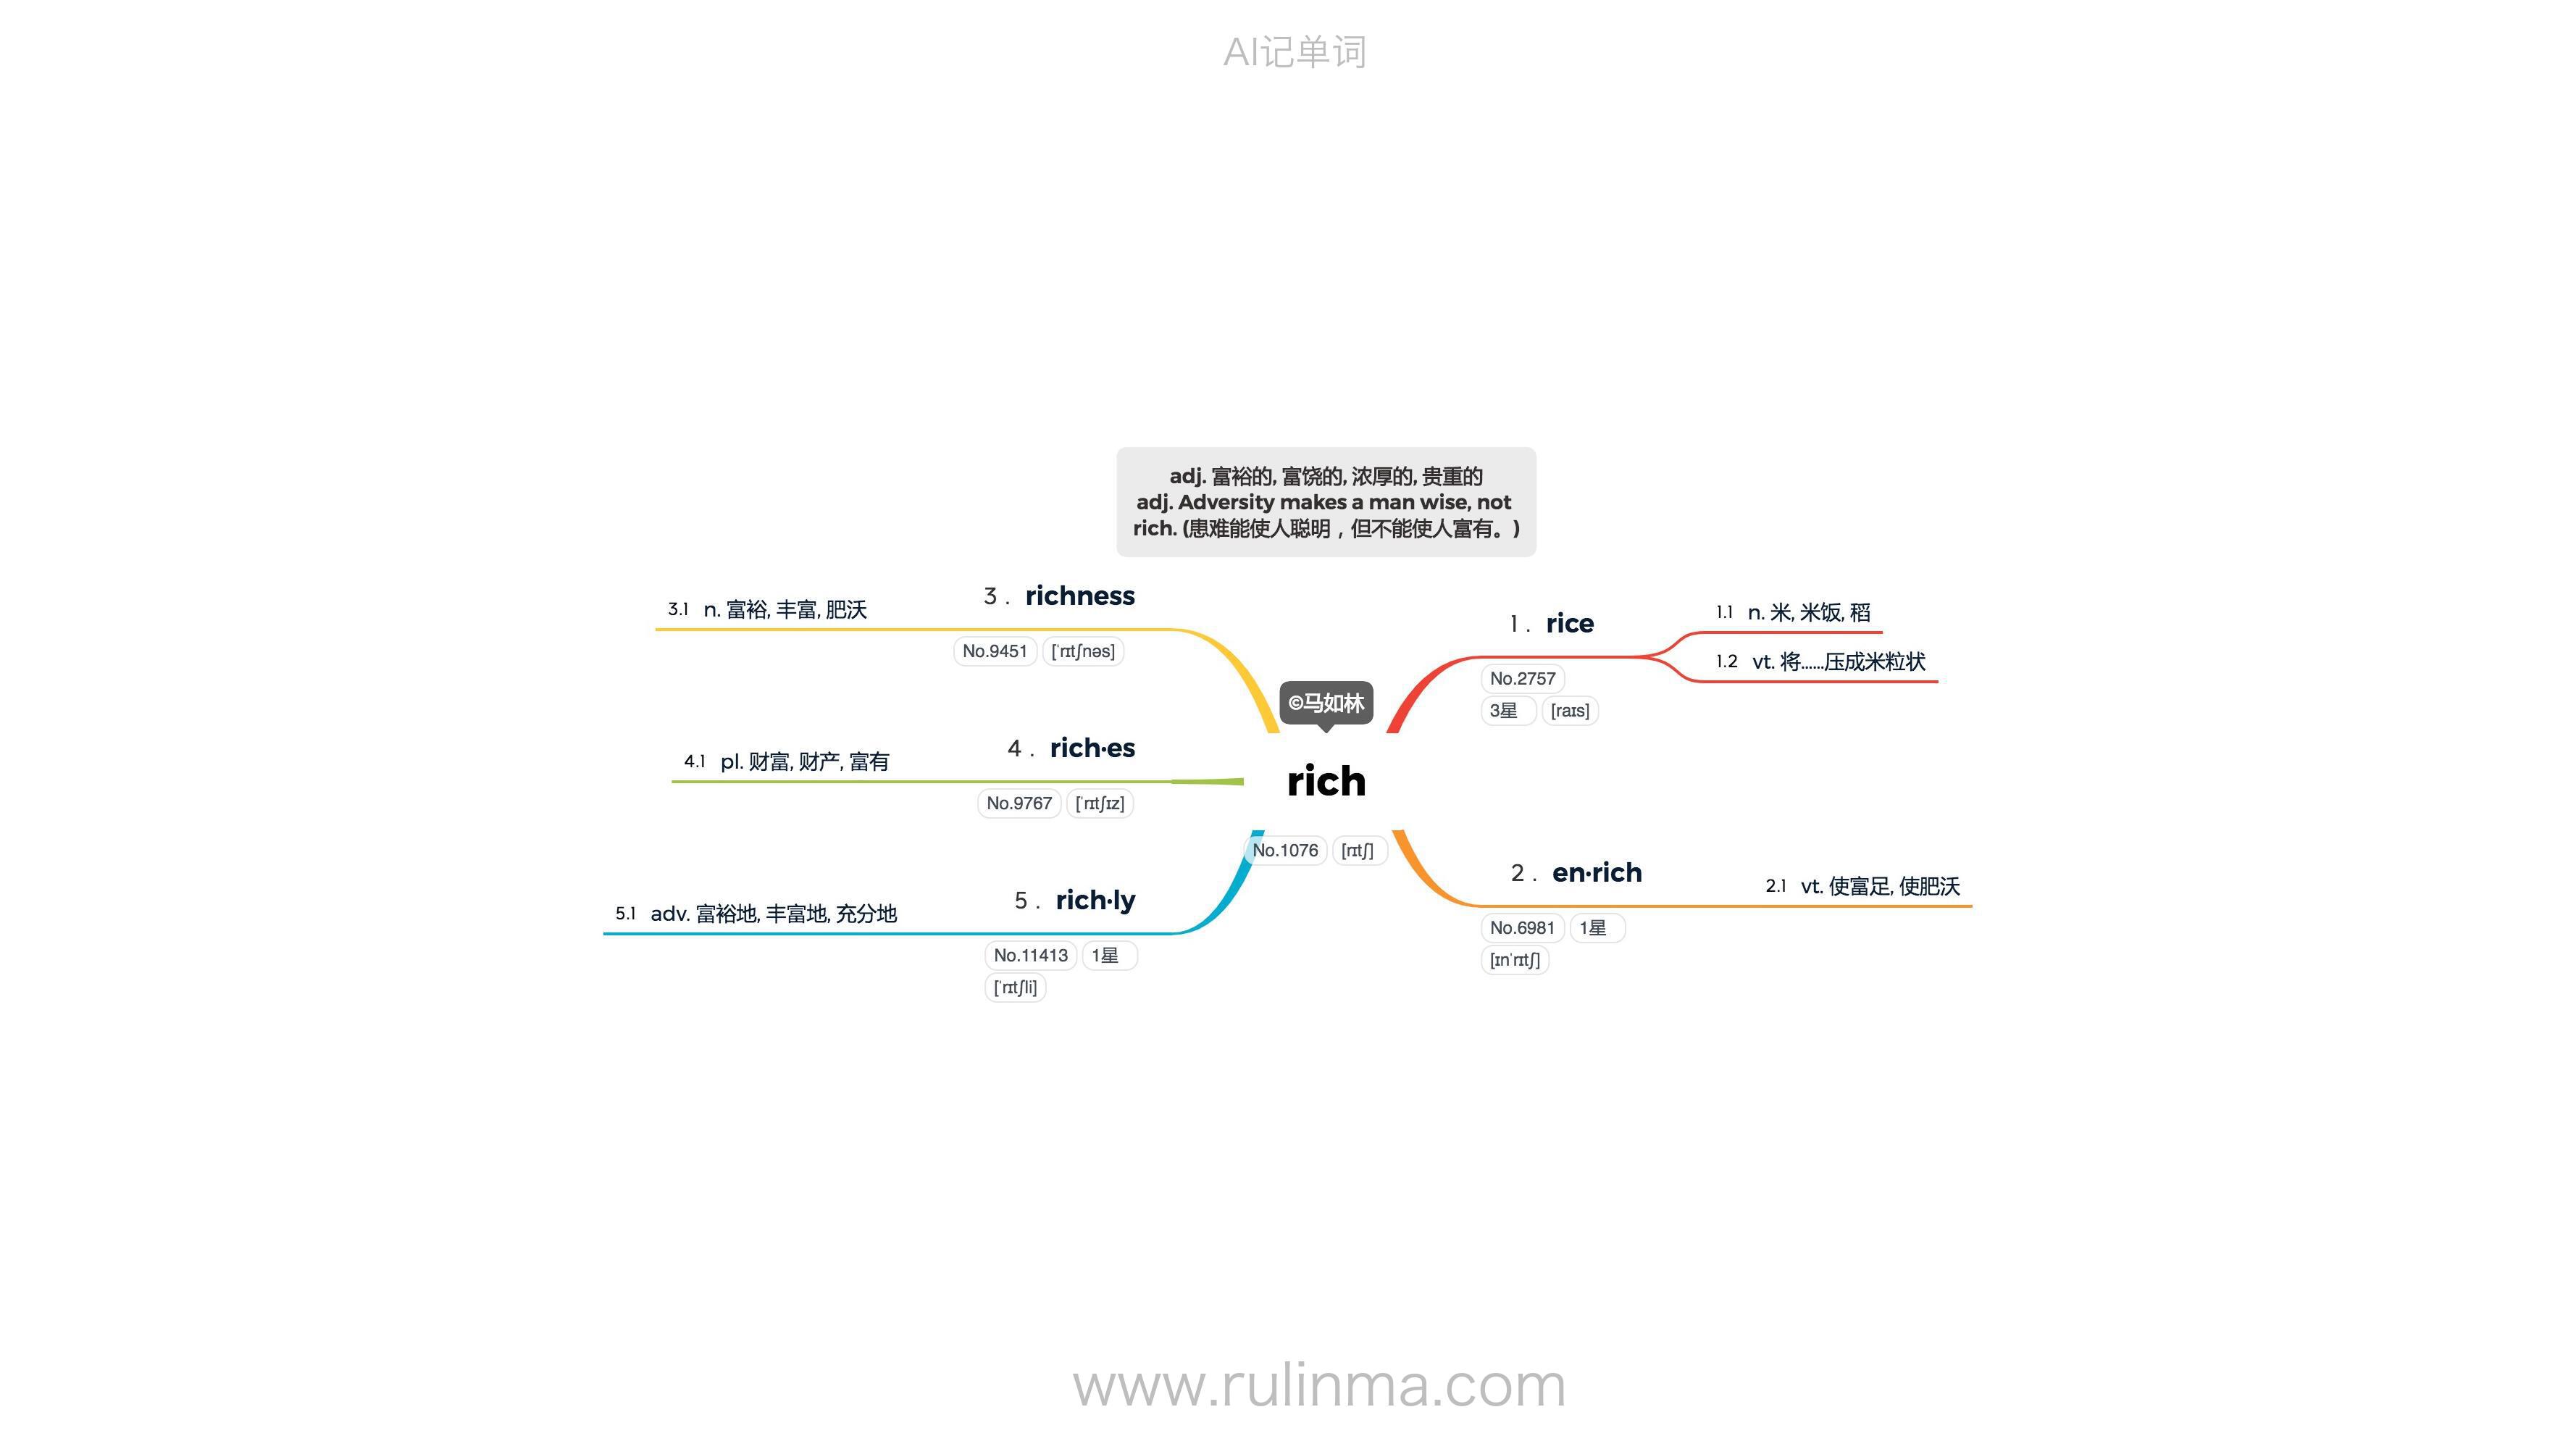 AI记单词
adj. 富裕的, 富饶的, 浓厚的, 贵重的
adj. Adversity makes a man wise, not
rich. (患难能使人聪明，但不能使人富有。)
©马如林
rich
No.1076 [rɪtʃ]
1. rice
No.2757
3星 [raɪs]
1.1 n. 米, 米饭, 稻
1.2 vt. 将……压成米粒状
2. en·rich
No.6981 1星
[ɪnˈrɪtʃ]
2.1 vt. 使富足, 使肥沃
3. richness
No.9451 [ˈrɪtʃnəs]
3.1 n. 富裕, 丰富, 肥沃
4. rich·es
No.9767 [ˈrɪtʃɪz]
4.1 pl. 财富, 财产, 富有
5. rich·ly
No.11413 1星
[ˈrɪtʃli]
5.1 adv. 富裕地, 丰富地, 充分地
www.rulinma.com